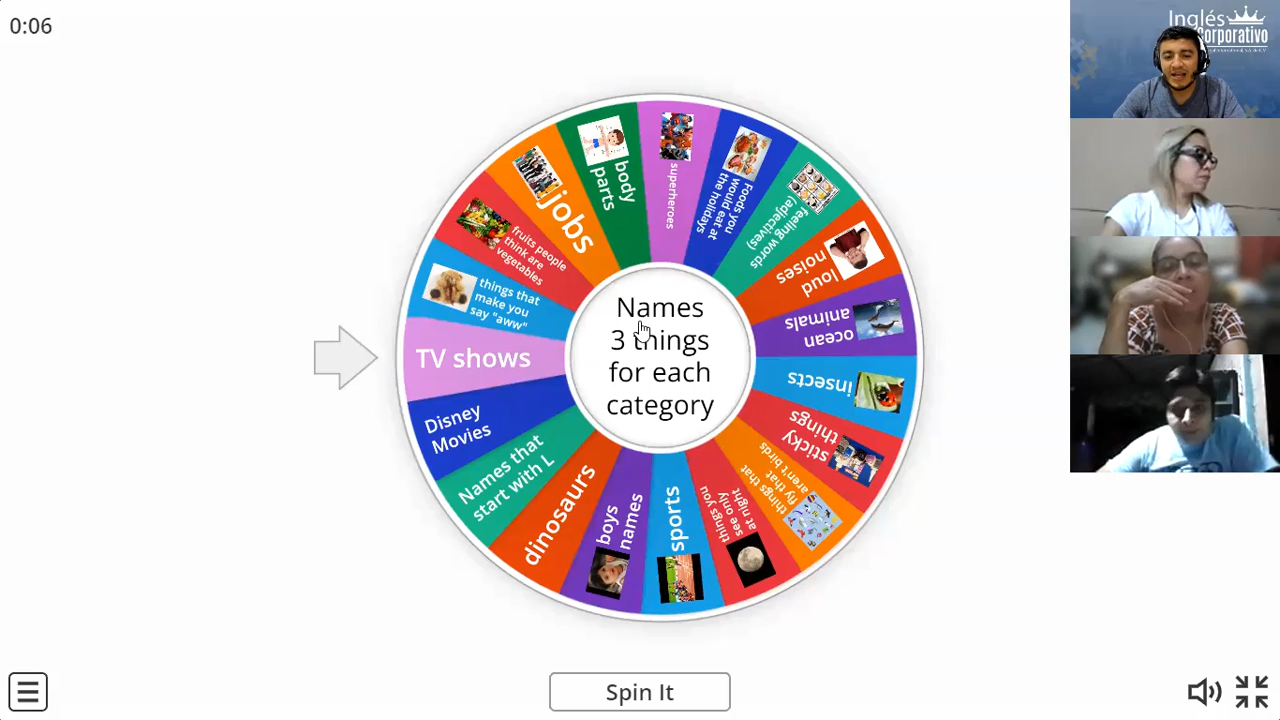 0:06
Inglés
Corporativo
Names
3 things
for each
category
superheroes
Foods you
would eat at
the holidays
feeling words
(adjectives)
loud
noises
ocean
animals
insects
sticky
things
things that
fly that
aren't birds
things you
see only
at night
sports
boys
names
dinosaurs
Names that
start with L
Disney
Movies
TV shows
things that
make you
say "aww"
fruits people
think are
vegetables
jobs
body
parts
Spin It